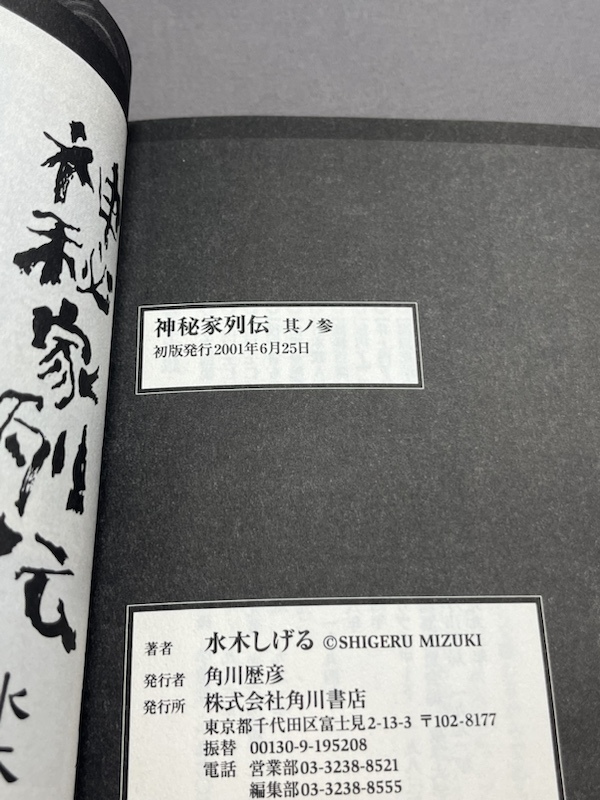 神秘家列伝
水木
神秘家列伝 其ノ参
初版発行2001年6月25日
著者 水木しげる ©SHIGERU MIZUKI
発行者 角川歴彦
発行所 株式会社角川書店
東京都千代田区富士見2-13-3 〒102-8177
振替 00130-9-195208
電話 営業部03-3238-8521
編集部03-3238-8555